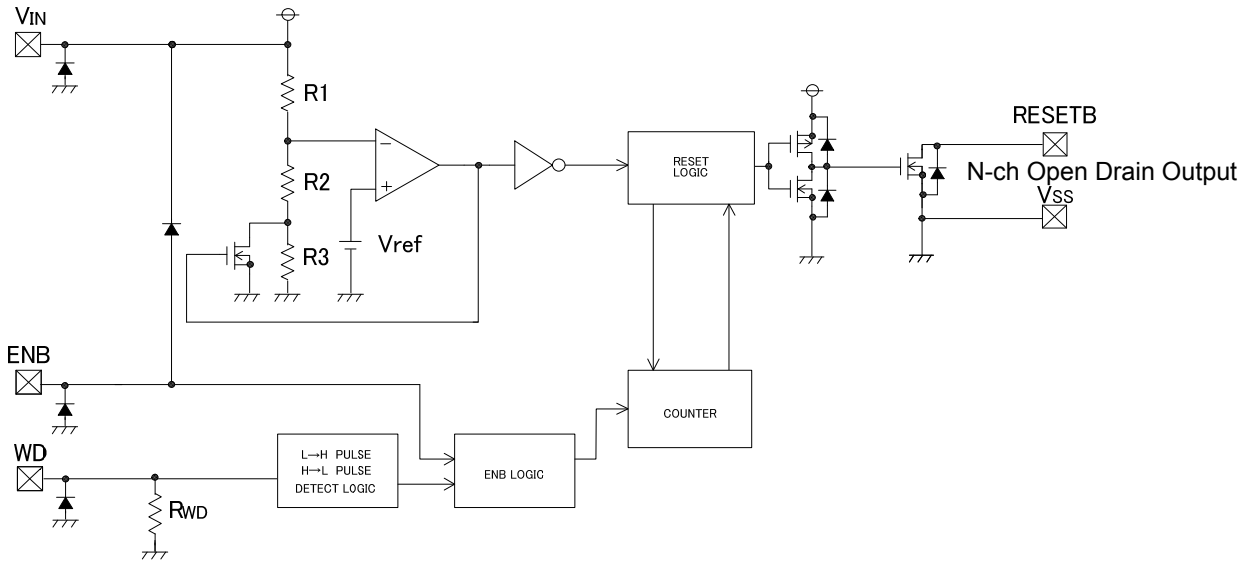 VIN
R1
R2
R3
−
+
Vref
RESET
LOGIC
RESETB
N-ch Open Drain Output
VSS
ENB
COUNTER
WD
RWD
L→H PULSE
H→L PULSE
DETECT LOGIC
ENB LOGIC